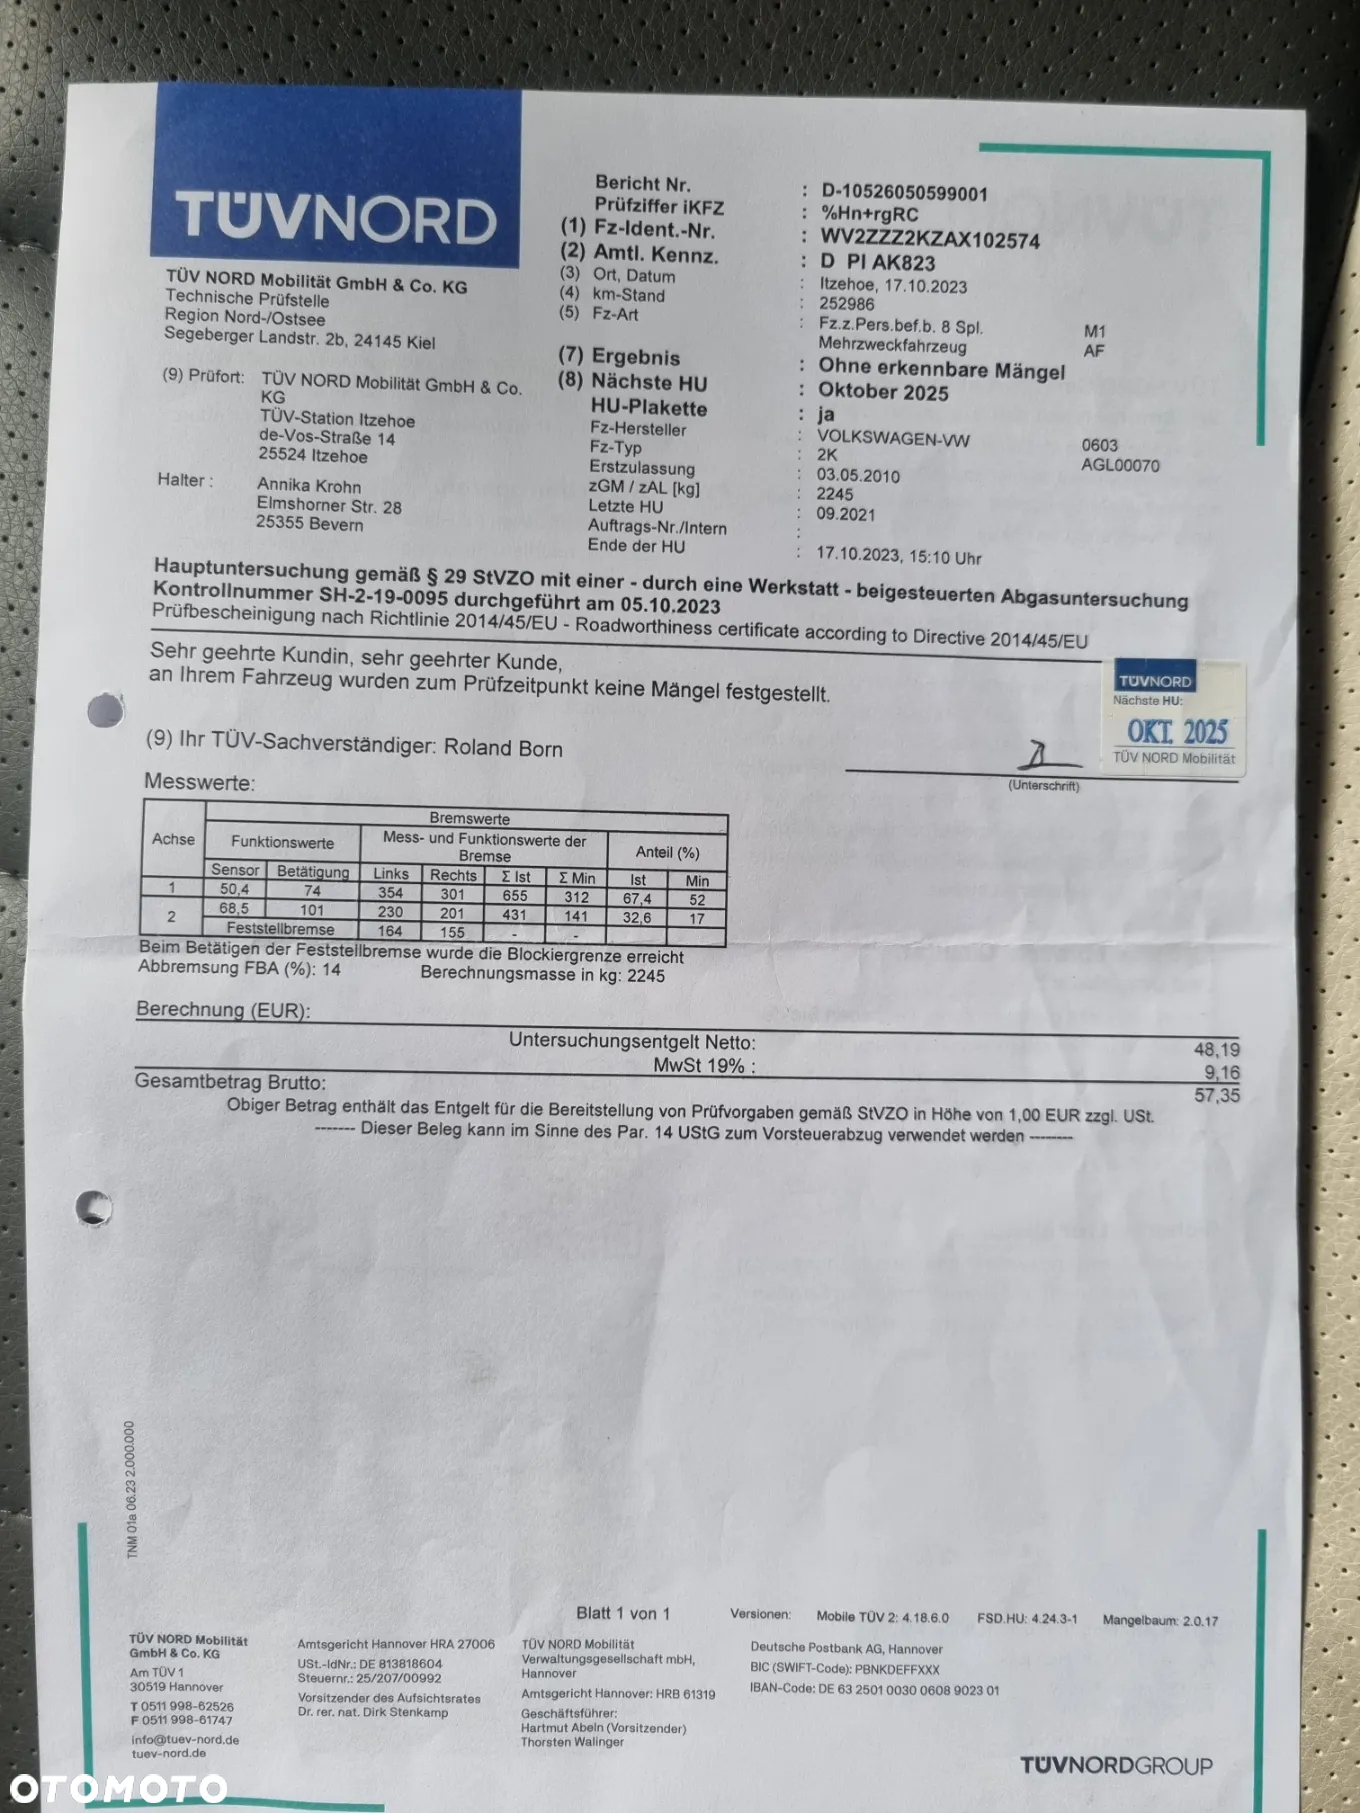 TÜVNORD
TÜV NORD Mobilität GmbH & Co. KG
Technische Prüfstelle
Region Nord-/Ostsee
Segeberger Landstr. 2b, 24145 Kiel
(9) Prüfort: TÜV NORD Mobilität GmbH & Co.
KG
TÜV-Station Itzehoe
de-Vos-Straße 14
25524 Itzehoe
Halter : Annika Krohn
Elmshorner Str. 28
25355 Bevern
Bericht Nr. : D-10526050599001
Prüfziffer iKFZ : %Hn+rgRC
(1) Fz-Ident.-Nr. : WV2ZZZ2KZAX102574
(2) Amtl. Kennz. : D PI AK823
(3) Ort, Datum : Itzehoe, 17.10.2023
(4) km-Stand : 252986
(5) Fz-Art : Fz.z.Pers.bef.b. 8 Spl. M1
Mehrzweckfahrzeug AF
(7) Ergebnis : Ohne erkennbare Mängel
(8) Nächste HU : Oktober 2025
HU-Plakette : ja
Fz-Hersteller : VOLKSWAGEN-VW 0603
Fz-Typ : 2K AGL00070
Erstzulassung : 03.05.2010
zGM / zAL [kg] : 2245
Letzte HU : 09.2021
Auftrags-Nr./Intern :
Ende der HU : 17.10.2023, 15:10 Uhr
Hauptuntersuchung gemäß § 29 StVZO mit einer - durch eine Werkstatt - beigesteuerten Abgasuntersuchung
Kontrollnummer SH-2-19-0095 durchgeführt am 05.10.2023
Prüfbescheinigung nach Richtlinie 2014/45/EU - Roadworthiness certificate according to Directive 2014/45/EU
Sehr geehrte Kundin, sehr geehrter Kunde,
an Ihrem Fahrzeug wurden zum Prüfzeitpunkt keine Mängel festgestellt.
TÜVNORD
Nächste HU:
OKT. 2025
TÜV NORD Mobilität
(9) Ihr TÜV-Sachverständiger: Roland Born
(Unterschrift)
Messwerte:
Bremswerte
Achse Funktionswerte Mess- und Funktionswerte der Bremse Anteil (%)
Sensor Betätigung Links Rechts Σ Ist Σ Min Ist Min
1 50,4 74 354 301 655 312 67,4 52
2 68,5 101 230 201 431 141 32,6 17
Feststellbremse 164 155 - -
Beim Betätigen der Feststellbremse wurde die Blockiergrenze erreicht
Abbremsung FBA (%): 14 Berechnungsmasse in kg: 2245
Berechnung (EUR):
Untersuchungsentgelt Netto: 48,19
MwSt 19% : 9,16
Gesamtbetrag Brutto: 57,35
Obiger Betrag enthält das Entgelt für die Bereitstellung von Prüfvorgaben gemäß StVZO in Höhe von 1,00 EUR zzgl. USt.
------- Dieser Beleg kann im Sinne des Par. 14 UStG zum Vorsteuerabzug verwendet werden -------
TNM 01a 06.23 2.000.000
Blatt 1 von 1
Versionen: Mobile TÜV 2: 4.18.6.0 FSD.HU: 4.24.3-1 Mangelbaum: 2.0.17
TÜV NORD Mobilität
GmbH & Co. KG
Am TÜV 1
30519 Hannover
T 0511 998-62526
F 0511 998-61747
info@tuev-nord.de
tuev-nord.de
Amtsgericht Hannover HRA 27006
USt.-IdNr.: DE 813818604
Steuernr.: 25/207/00992
Vorsitzender des Aufsichtsrates
Dr. rer. nat. Dirk Stenkamp
TÜV NORD Mobilität
Verwaltungsgesellschaft mbH,
Hannover
Amtsgericht Hannover: HRB 61319
Geschäftsführer:
Hartmut Abeln (Vorsitzender)
Thorsten Walinger
Deutsche Postbank AG, Hannover
BIC (SWIFT-Code): PBNKDEFFXXX
IBAN-Code: DE 63 2501 0030 0608 9023 01
TÜVNORDGROUP
OTOMOTO